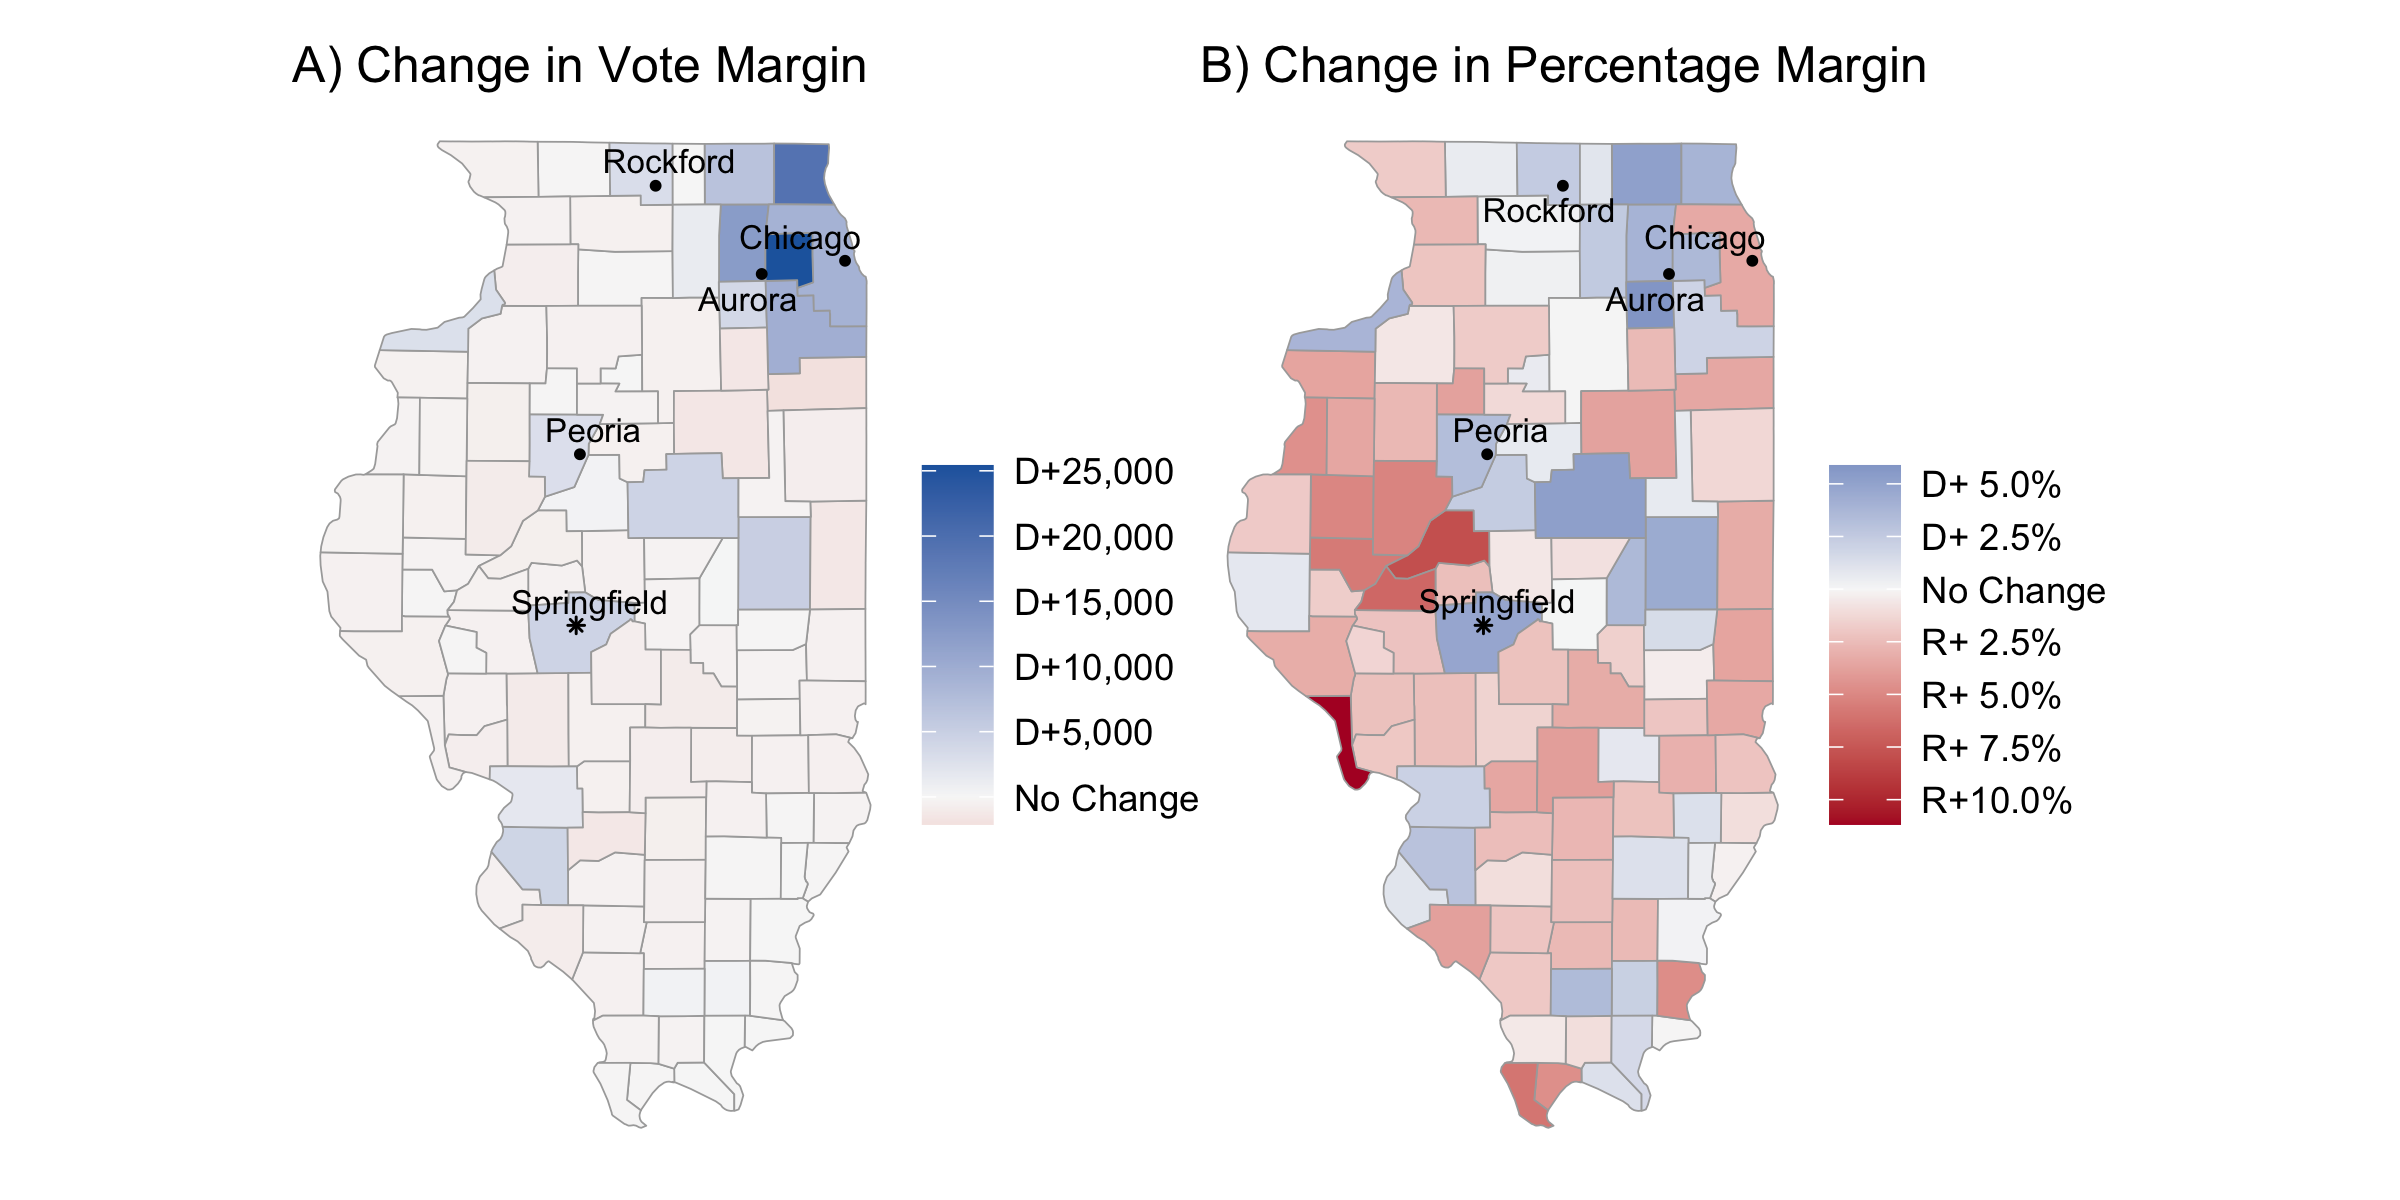 A) Change in Vote Margin
Rockford
Chicago
Aurora
Peoria
Springfield
D+25,000
D+20,000
D+15,000
D+10,000
D+5,000
No Change
B) Change in Percentage Margin
Rockford
Chicago
Aurora
Peoria
Springfield
D+ 5.0%
D+ 2.5%
No Change
R+ 2.5%
R+ 5.0%
R+ 7.5%
R+10.0%